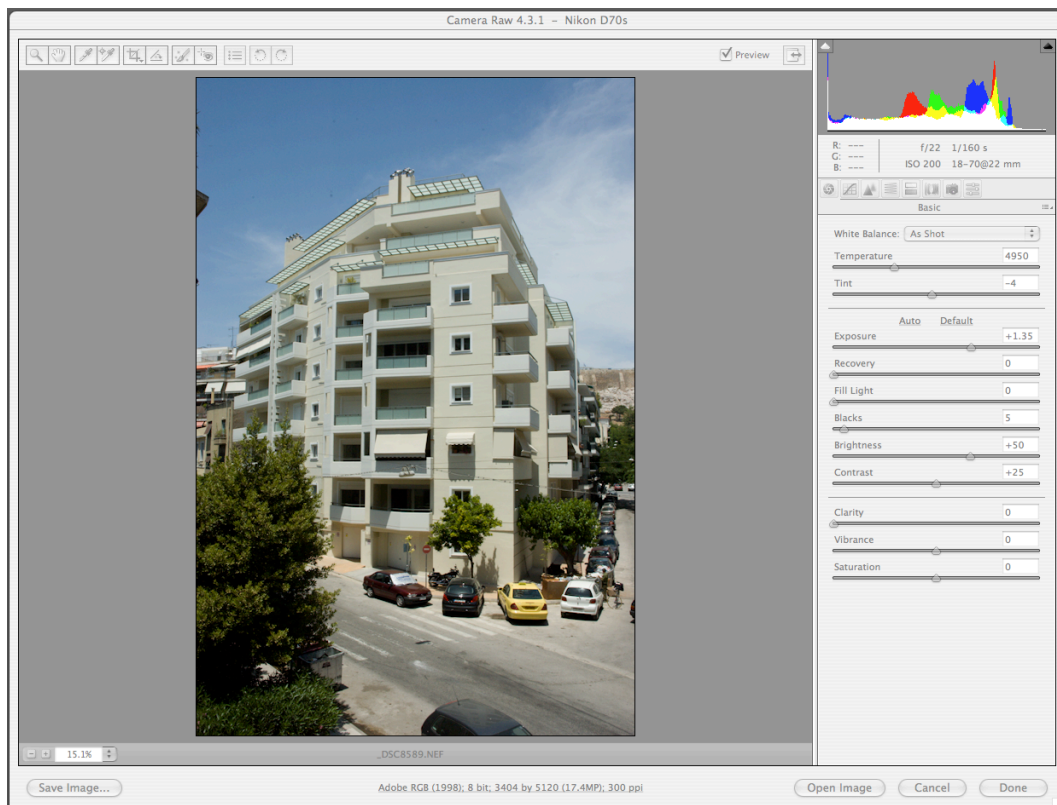 Camera Raw 4.3.1 – Nikon D70s
Preview
R: ---
G: ---
B: ---
f/22 1/160 s
ISO 200 18-70@22 mm
Basic
White Balance: As Shot
Temperature 4950
Tint -4
Auto Default
Exposure +1.35
Recovery 0
Fill Light 0
Blacks 5
Brightness +50
Contrast +25
Clarity 0
Vibrance 0
Saturation 0
15.1%
_DSC8589.NEF
Save Image...
Adobe RGB (1998); 8 bit; 3404 by 5120 (17.4MP); 300 ppi
Open Image
Cancel
Done